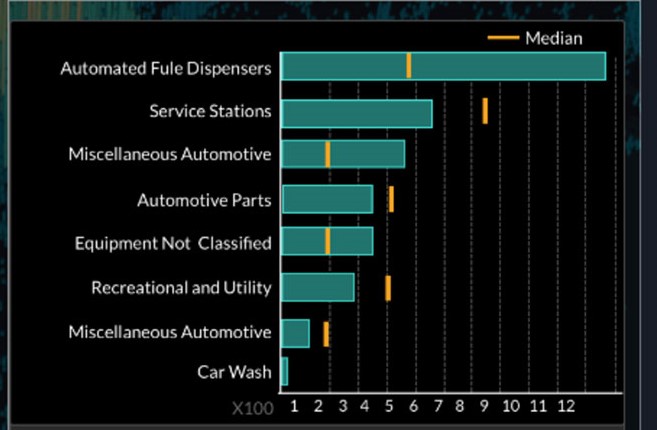 Median
Automated Fule Dispensers
Service Stations
Miscellaneous Automotive
Automotive Parts
Equipment Not Classified
Recreational and Utility
Miscellaneous Automotive
Car Wash
X100 1 2 3 4 5 6 7 8 9 10 11 12